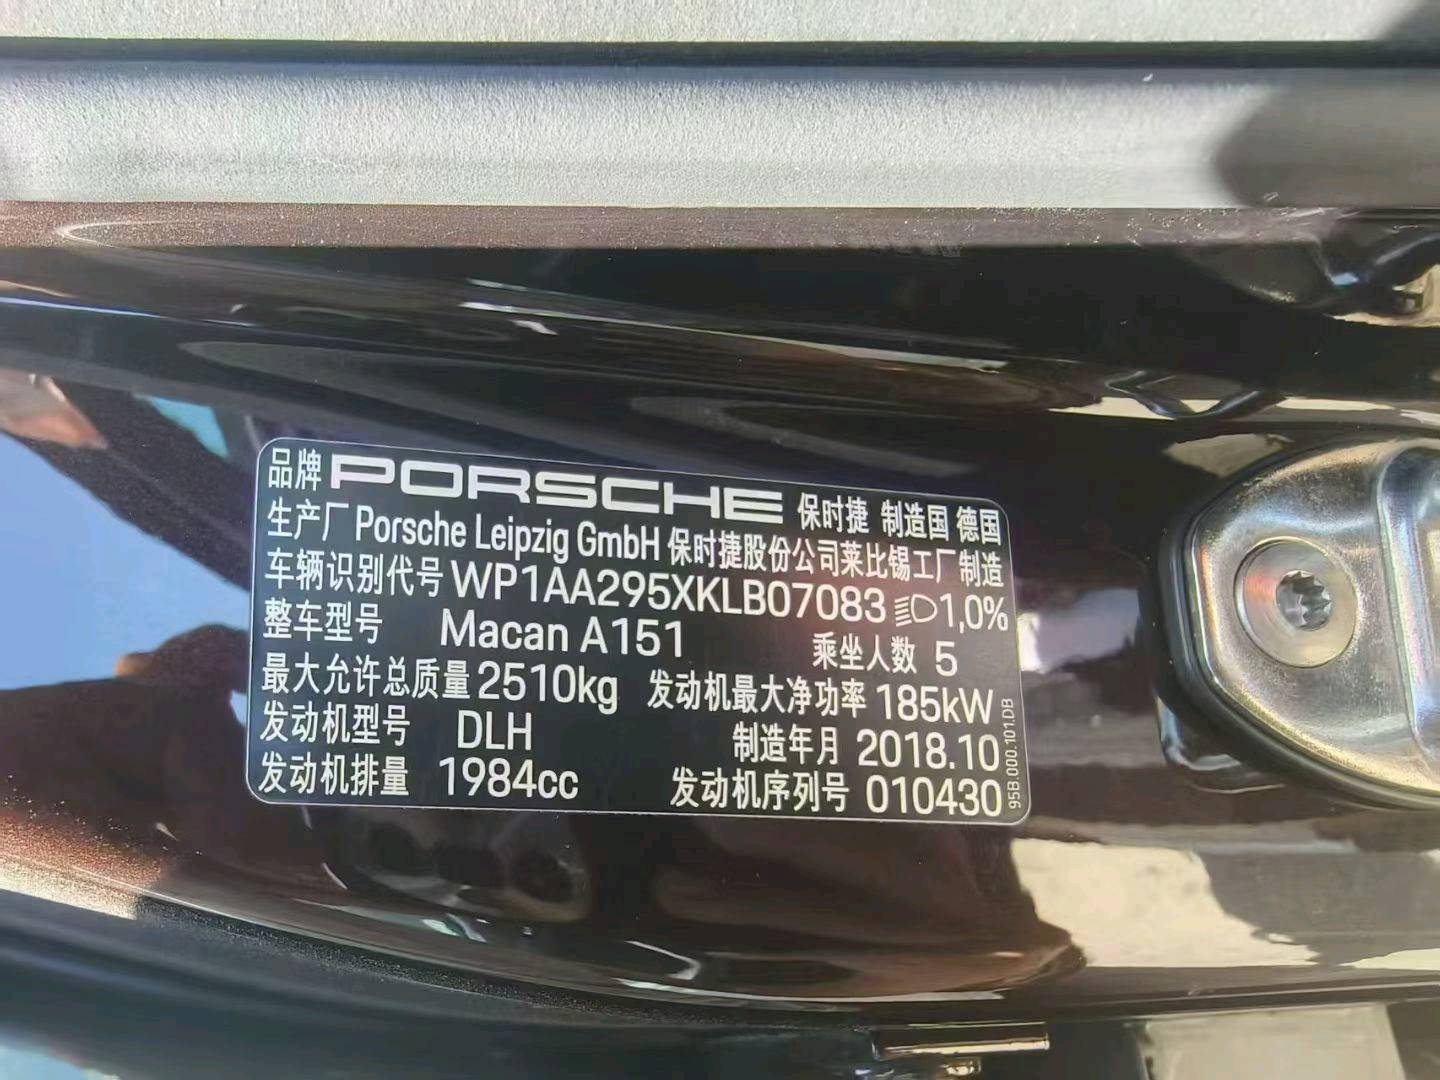 品牌 PORSCHE 保时捷 制造国 德国
生产厂 Porsche Leipzig GmbH 保时捷股份公司莱比锡工厂制造
车辆识别代号 WP1AA295XKLB07083 1,0%
整车型号 Macan A151 乘坐人数 5
最大允许总质量 2510kg 发动机最大净功率 185kW
发动机型号 DLH 制造年月 2018.10
发动机排量 1984cc 发动机序列号 010430
95B.000.101.DB